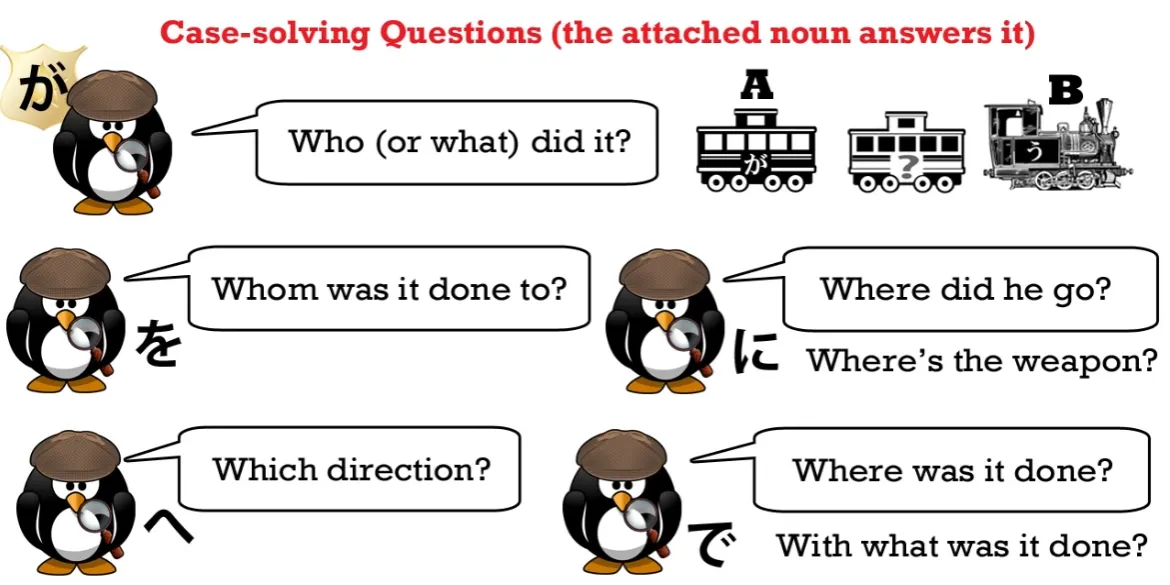 Case-solving Questions (the attached noun answers it)
が
Who (or what) did it?
A
B
が
?
う
を
Whom was it done to?
に
Where did he go?
Where’s the weapon?
へ
Which direction?
で
Where was it done?
With what was it done?